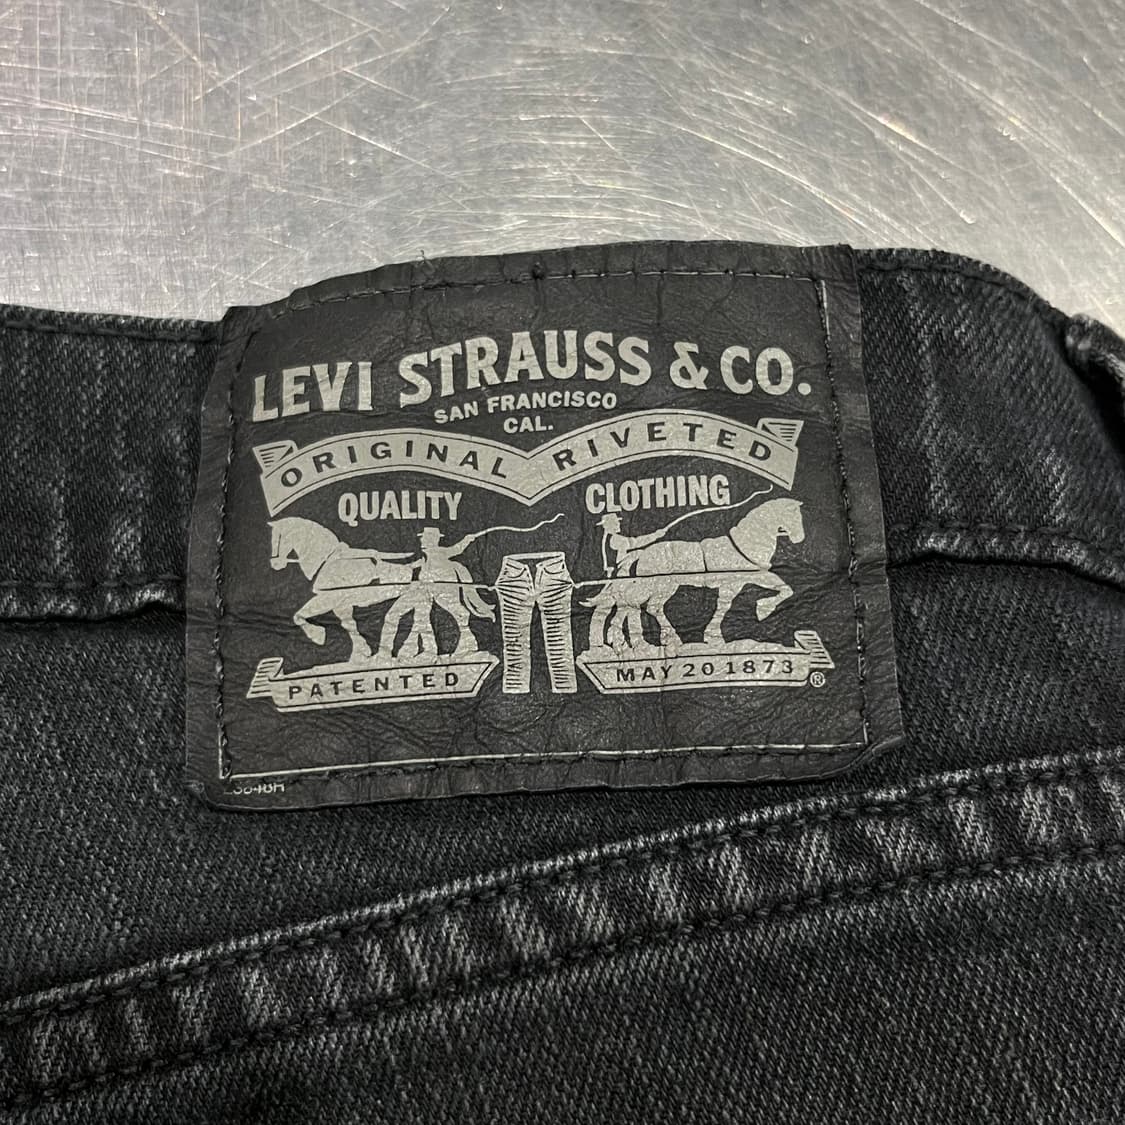 LEVI STRAUSS & CO.
SAN FRANCISCO
CAL.
ORIGINAL RIVETED
QUALITY CLOTHING
PATENTED MAY 20 1873 ®